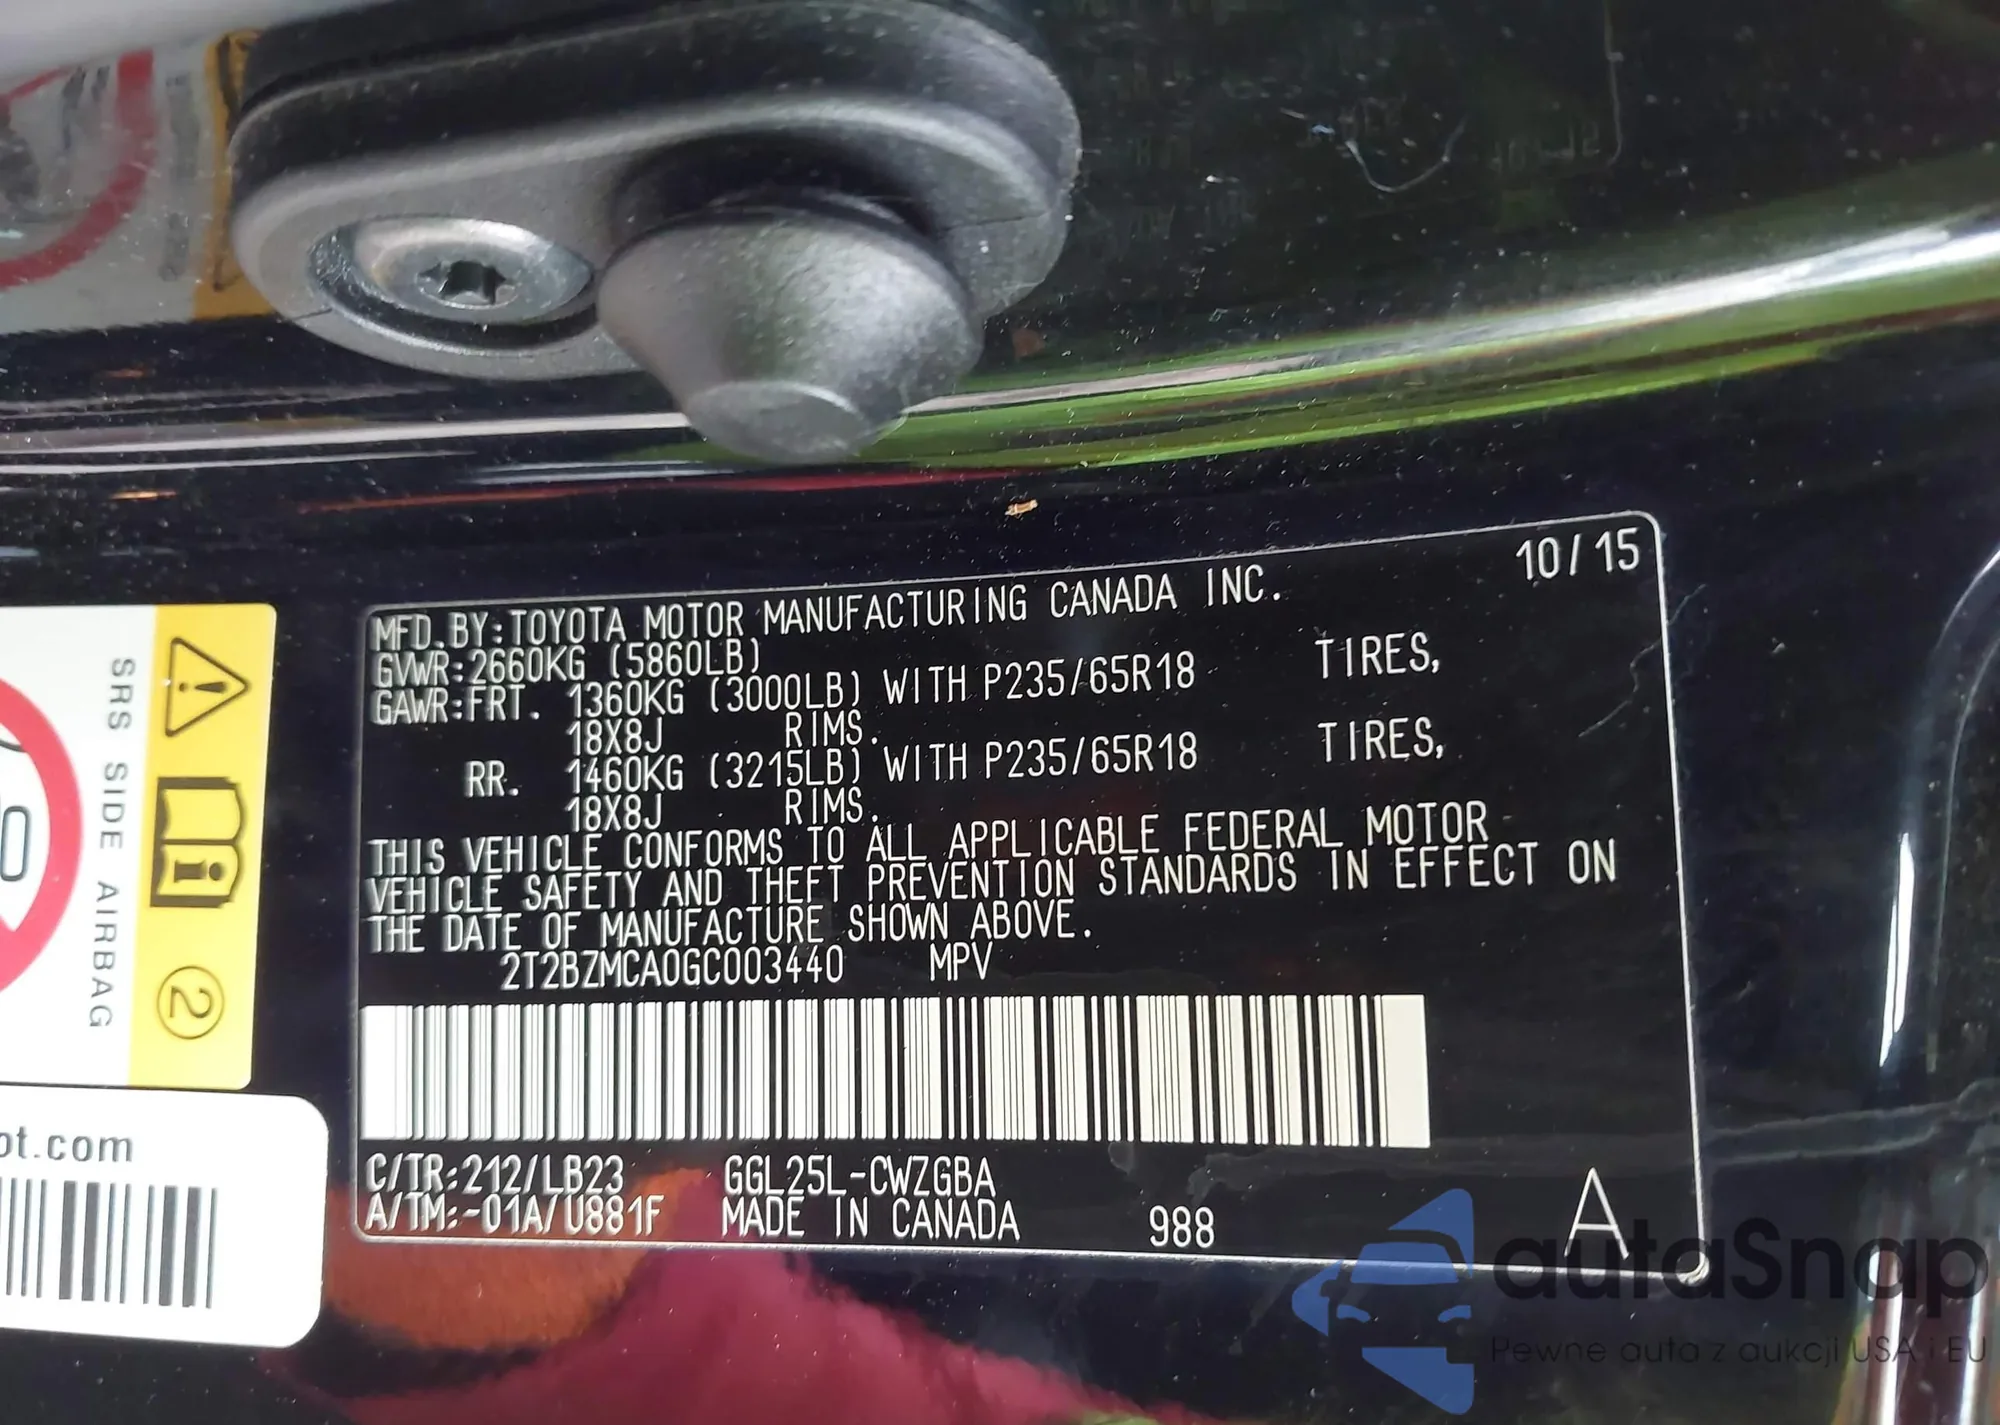 10/15
MFD.BY:TOYOTA MOTOR MANUFACTURING CANADA INC.
GVWR:2660KG (5860LB)
GAWR:FRT. 1360KG (3000LB) WITH P235/65R18 TIRES,
18X8J RIMS.
RR. 1460KG (3215LB) WITH P235/65R18 TIRES,
18X8J RIMS.
THIS VEHICLE CONFORMS TO ALL APPLICABLE FEDERAL MOTOR
VEHICLE SAFETY AND THEFT PREVENTION STANDARDS IN EFFECT ON
THE DATE OF MANUFACTURE SHOWN ABOVE.
2T2BZMCA0GC003440 MPV
C/TR:212/LB23 GGL25L-CWZGBA
A/TM:-01A/U881F MADE IN CANADA 988 A
SRS SIDE AIRBAG
2
ot.com
autaSnap
Pewne auta z aukcji USA i EU